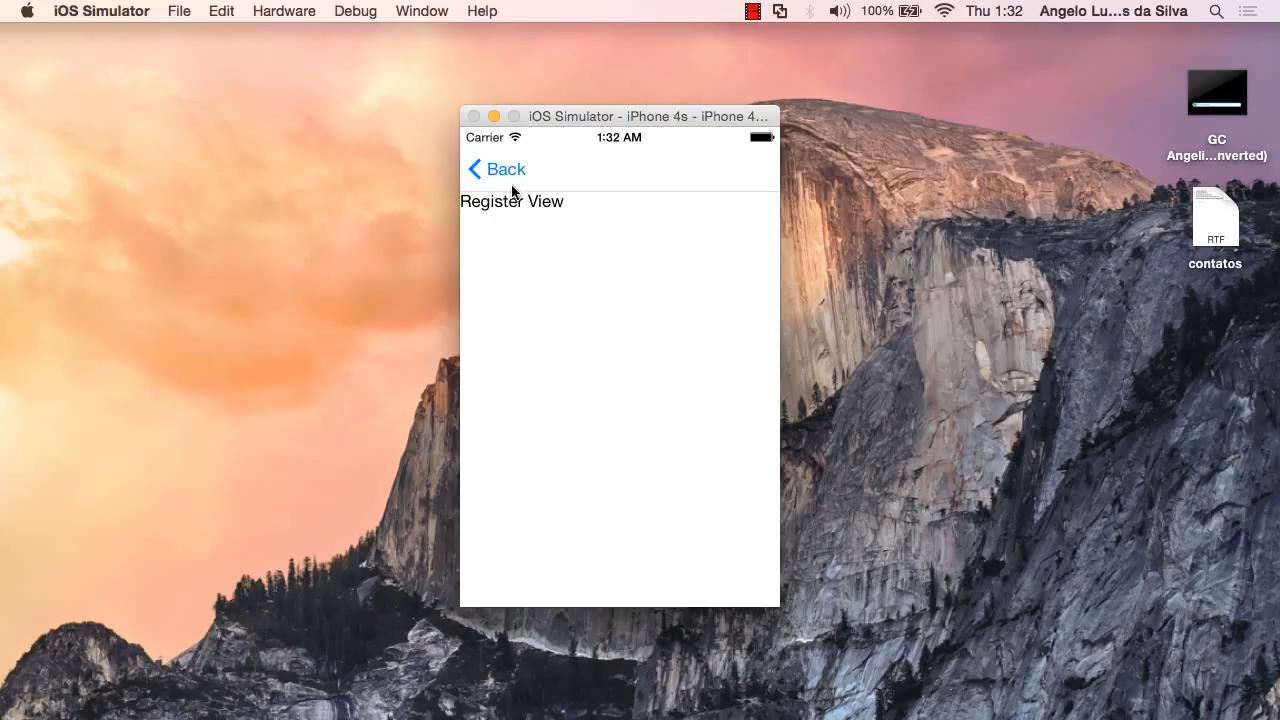 iOS Simulator File Edit Hardware Debug Window Help 100% Thu 1:32 Angelo Lu...s da Silva
iOS Simulator - iPhone 4s - iPhone 4...
Carrier 1:32 AM
Back
Register View
GC
Angeli...nverted)
RTF
contatos